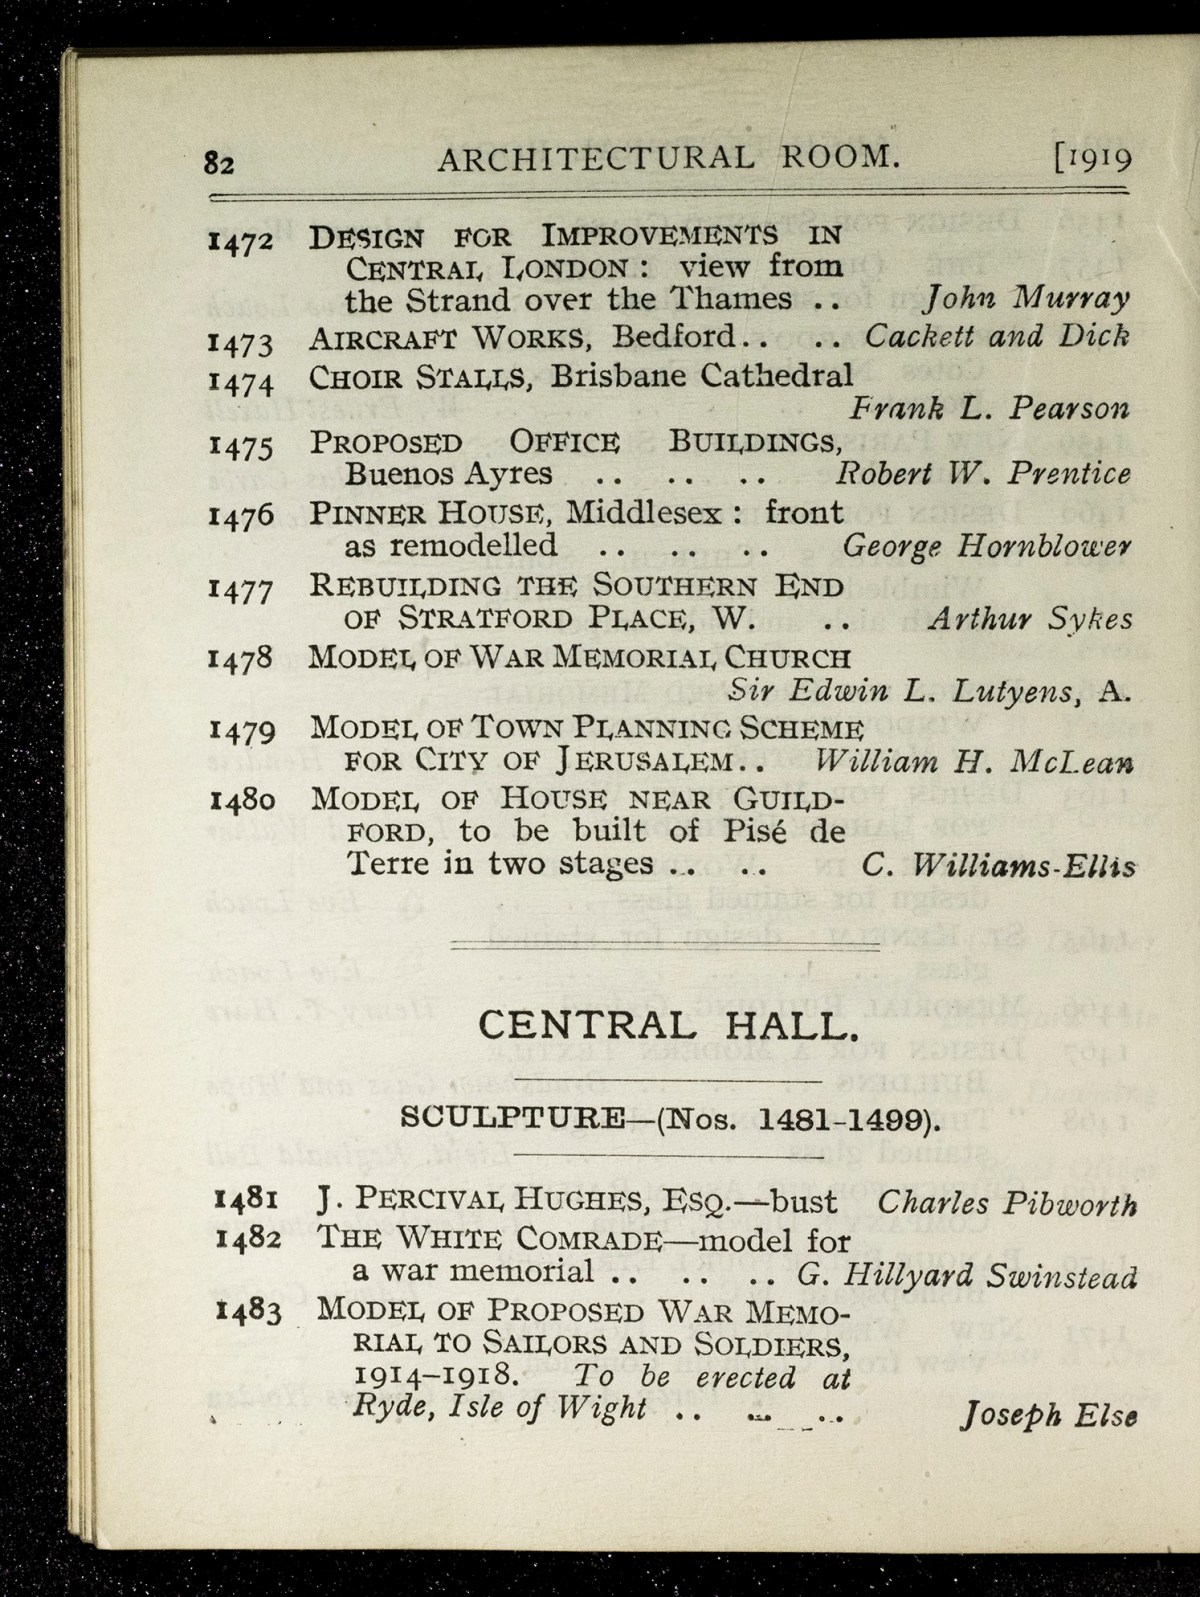 82 ARCHITECTURAL ROOM. [1919
1472 DESIGN FOR IMPROVEMENTS IN
CENTRAL LONDON : view from
the Strand over the Thames .. John Murray
1473 AIRCRAFT WORKS, Bedford.. .. Cackett and Dick
1474 CHOIR STALLS, Brisbane Cathedral
Frank L. Pearson
1475 PROPOSED OFFICE BUILDINGS,
Buenos Ayres .. .. .. Robert W. Prentice
1476 PINNER HOUSE, Middlesex : front
as remodelled .. .. .. George Hornblower
1477 REBUILDING THE SOUTHERN END
OF STRATFORD PLACE, W. .. Arthur Sykes
1478 MODEL OF WAR MEMORIAL CHURCH
Sir Edwin L. Lutyens, A.
1479 MODEL OF TOWN PLANNING SCHEME
FOR CITY OF JERUSALEM.. William H. McLean
1480 MODEL OF HOUSE NEAR GUILD-
FORD, to be built of Pisé de
Terre in two stages .. .. C. Williams-Ellis
CENTRAL HALL.
SCULPTURE—(Nos. 1481-1499).
1481 J. PERCIVAL HUGHES, ESQ.—bust Charles Pibworth
1482 THE WHITE COMRADE—model for
a war memorial .. .. .. G. Hillyard Swinstead
1483 MODEL OF PROPOSED WAR MEMO-
RIAL TO SAILORS AND SOLDIERS,
1914–1918. To be erected at
Ryde, Isle of Wight .. .. .. Joseph Else